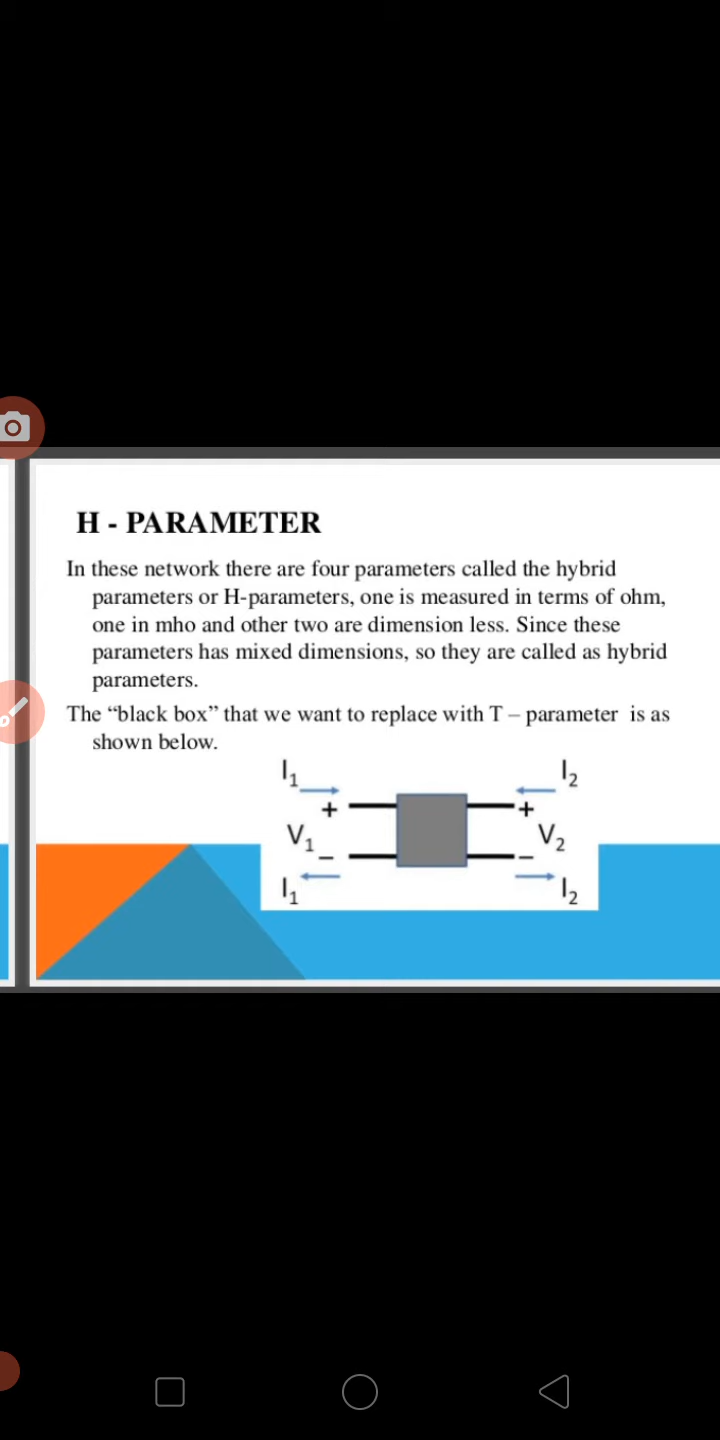 H - PARAMETER
In these network there are four parameters called the hybrid
parameters or H-parameters, one is measured in terms of ohm,
one in mho and other two are dimension less. Since these
parameters has mixed dimensions, so they are called as hybrid
parameters.
The “black box” that we want to replace with T – parameter is as
shown below.
I₁ I₂
+ +
V₁ V₂
– –
I₁ I₂